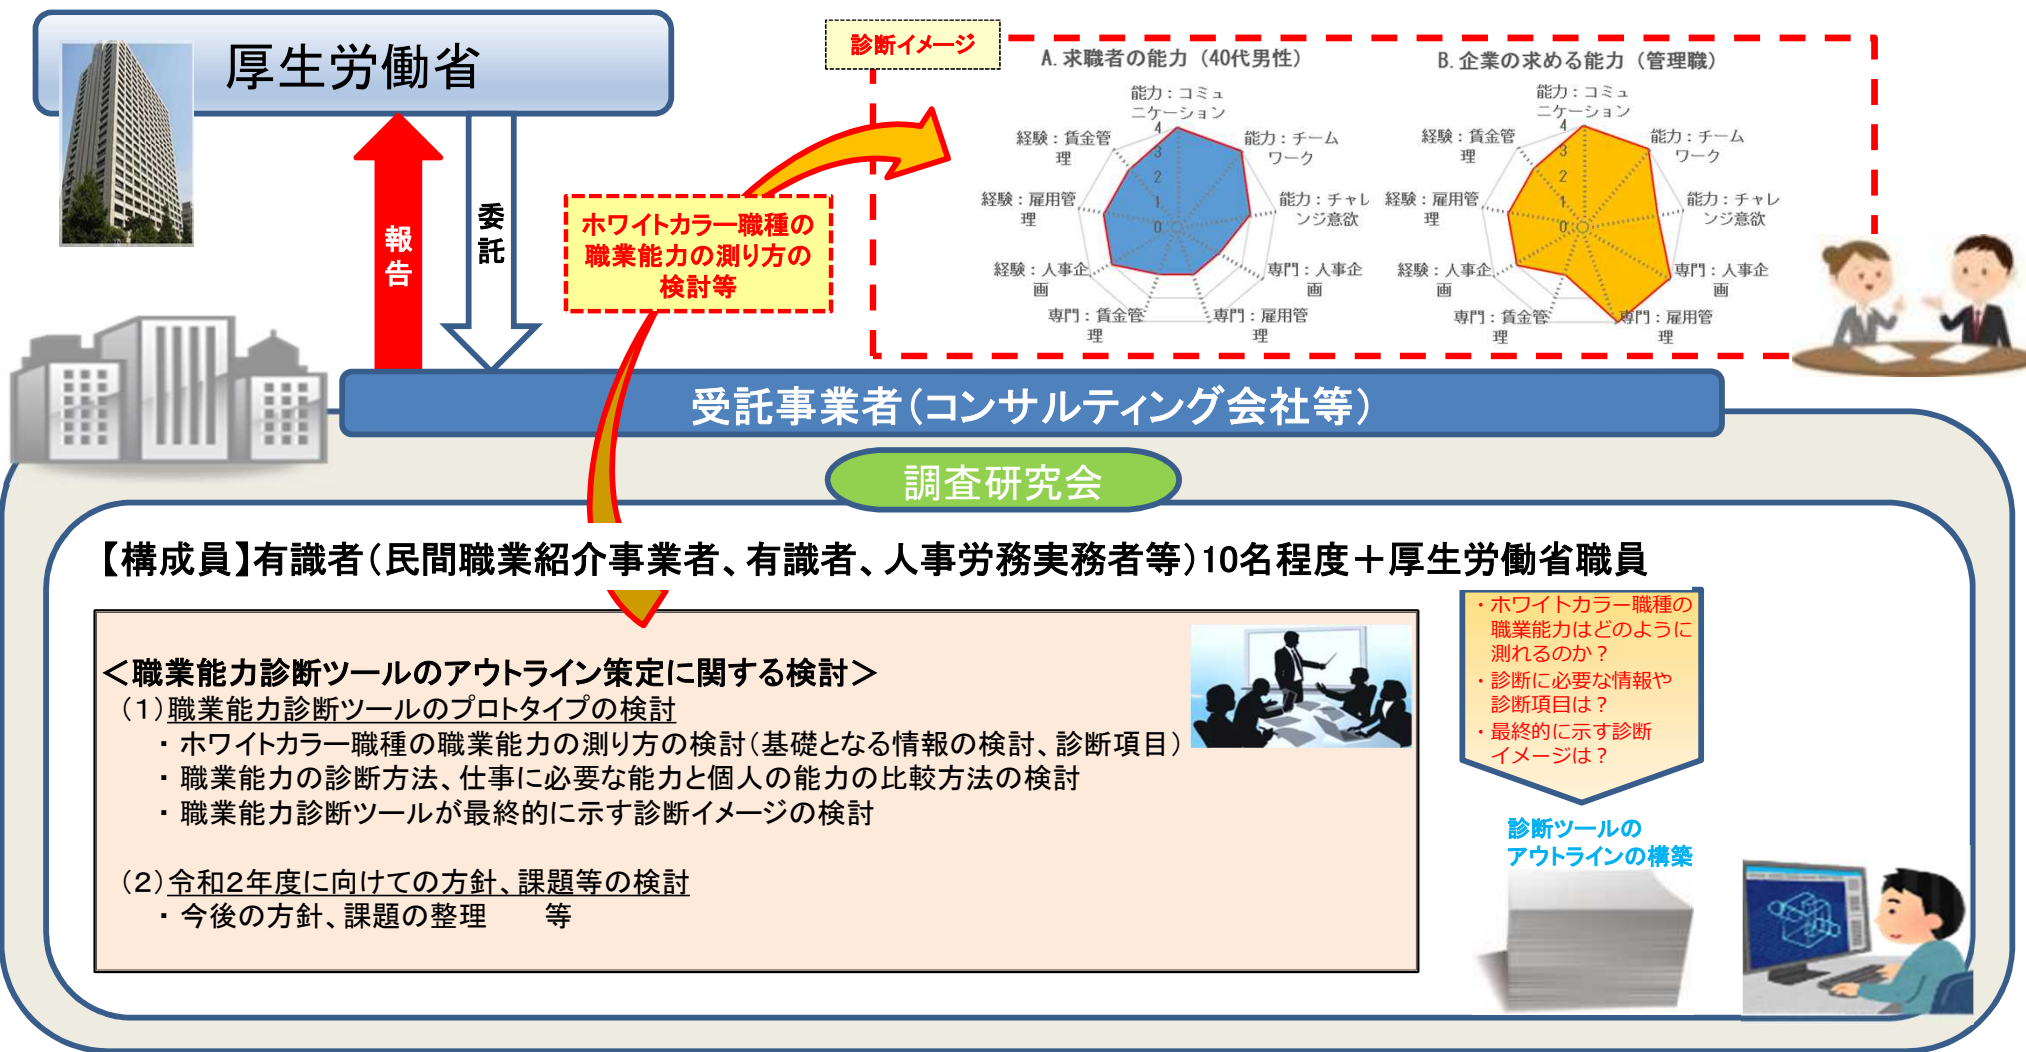 厚生労働省
報告
委託
ホワイトカラー職種の
職業能力の測り方の
検討等
診断イメージ
A.求職者の能力（40代男性）
能力：コミュ
ニケーション
能力：チーム
ワーク
能力：チャレ
ンジ意欲
専門：人事企
画
専門：雇用管
理
専門：賃金管
理
経験：人事企
画
経験：雇用管
理
経験：賃金管
理
4
3
2
1
0
B.企業の求める能力（管理職）
能力：コミュ
ニケーション
能力：チーム
ワーク
能力：チャレ
ンジ意欲
専門：人事企
画
専門：雇用管
理
専門：賃金管
理
経験：人事企
画
経験：雇用管
理
経験：賃金管
理
4
3
2
1
0
受託事業者（コンサルティング会社等）
調査研究会
【構成員】有識者（民間職業紹介事業者、有識者、人事労務実務者等）10名程度＋厚生労働省職員
＜職業能力診断ツールのアウトライン策定に関する検討＞
（１）職業能力診断ツールのプロトタイプの検討
・ホワイトカラー職種の職業能力の測り方の検討（基礎となる情報の検討、診断項目）
・職業能力の診断方法、仕事に必要な能力と個人の能力の比較方法の検討
・職業能力診断ツールが最終的に示す診断イメージの検討
（２）令和２年度に向けての方針、課題等の検討
・今後の方針、課題の整理　　等
・ホワイトカラー職種の
職業能力はどのように
測れるのか？
・診断に必要な情報や
診断項目は？
・最終的に示す診断
イメージは？
診断ツールの
アウトラインの構築